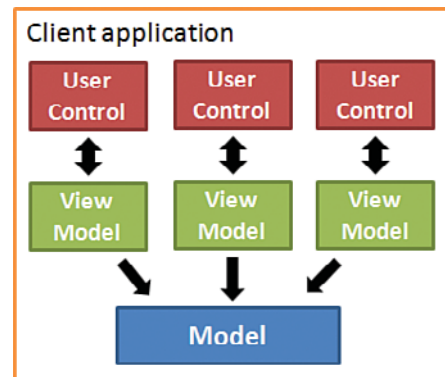 Client application
User User User
Control Control Control
View View View
Model Model Model
Model